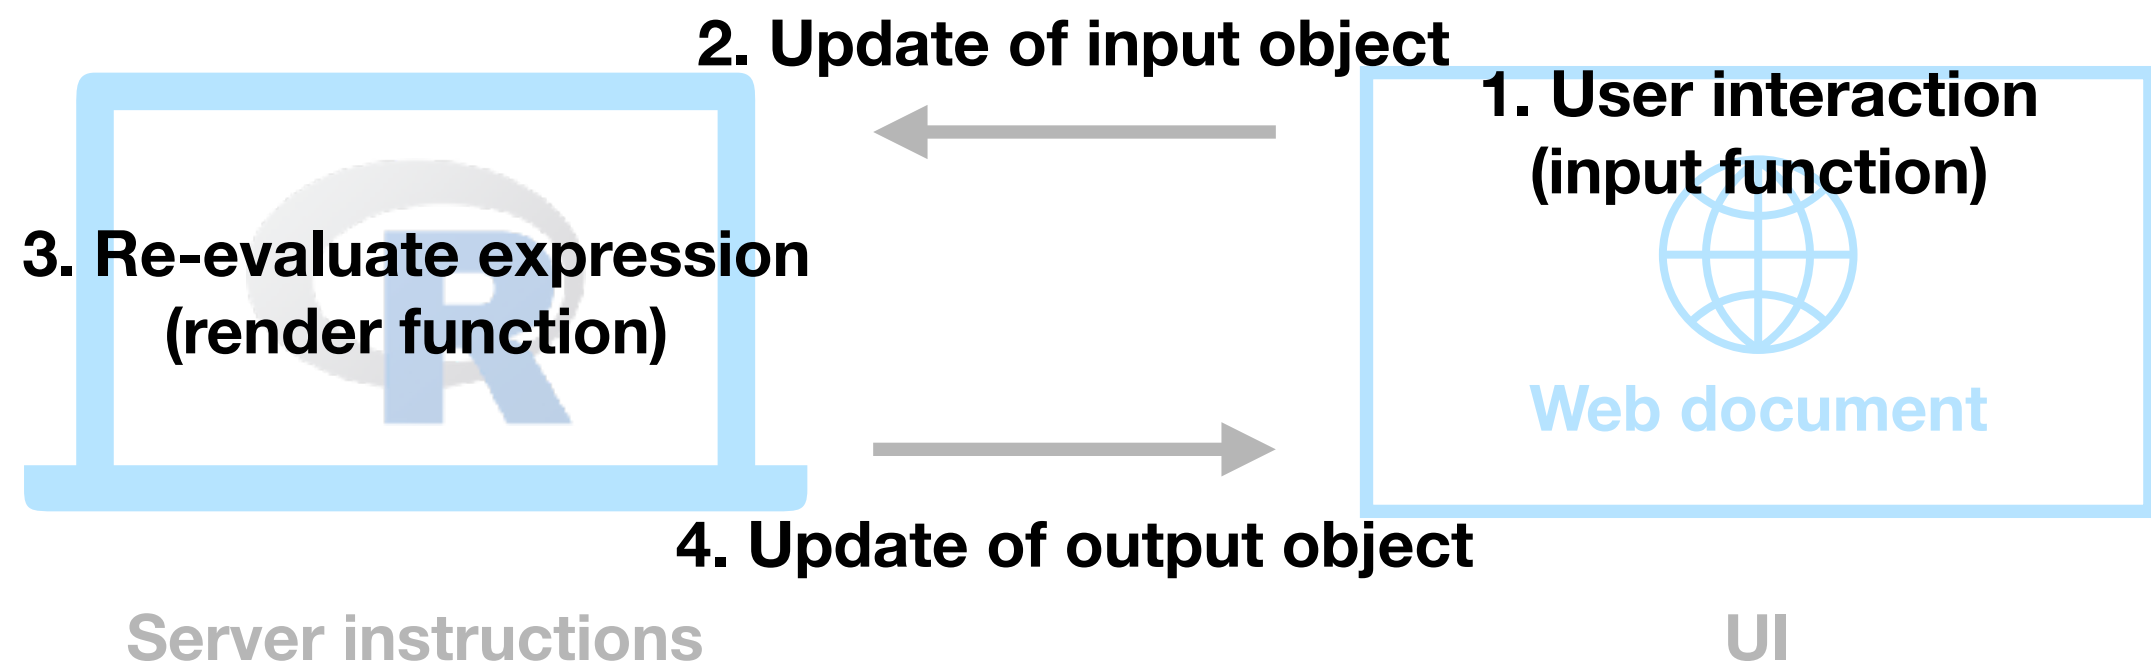 2. Update of input object
1. User interaction
(input function)
3. Re-evaluate expression
(render function)
R
Web document
4. Update of output object
Server instructions
UI